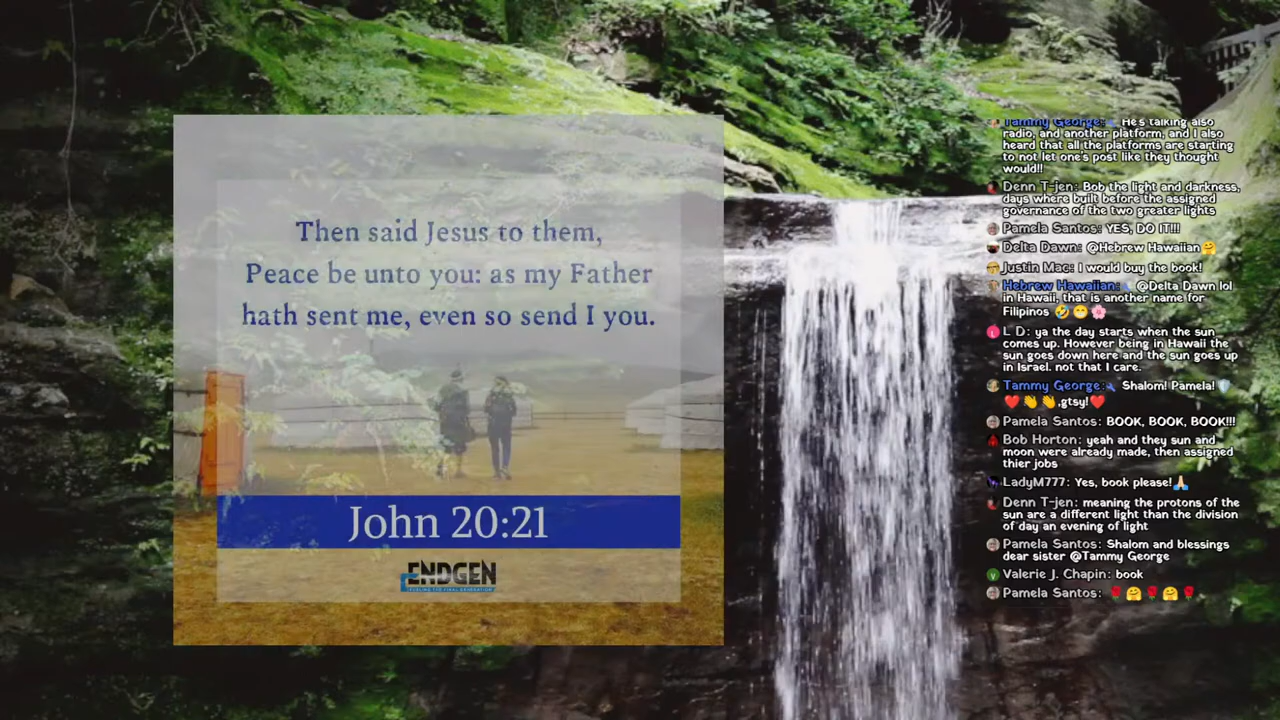 Then said Jesus to them,
Peace be unto you: as my Father
hath sent me, even so send I you.
John 20:21
ENDGEN
FUELING THE FINAL GENERATION
Tammy George: He's talking also
radio, and another platform, and I also
heard that all the platforms are starting
to not let one's post like they thought
would!!
Denn T-jen: Bob the light and darkness,
days where built before the assigned
governance of the two greater lights
Pamela Santos: YES, DO IT!!!
Delta Dawn: @Hebrew Hawaiian🤗
Justin Mac: I would buy the book!
Hebrew Hawaiian: @Delta Dawn lol
in Hawaii, that is another name for
Filipinos 🤣😁🌸
L D: ya the day starts when the sun
comes up. However being in Hawaii the
sun goes down here and the sun goes up
in Israel. not that I care.
Tammy George: Shalom! Pamela!🛡️
❤️👏👏,gtsy!❤️
Pamela Santos: BOOK, BOOK, BOOK!!!
Bob Horton: yeah and they sun and
moon were already made, then assigned
thier jobs
LadyM777: Yes, book please!🙏🏼
Denn T-jen: meaning the protons of the
sun are a different light than the division
of day an evening of light
Pamela Santos: Shalom and blessings
dear sister @Tammy George
V
Valerie J. Chapin: book
Pamela Santos: 🌹🤗🌹🤗🌹